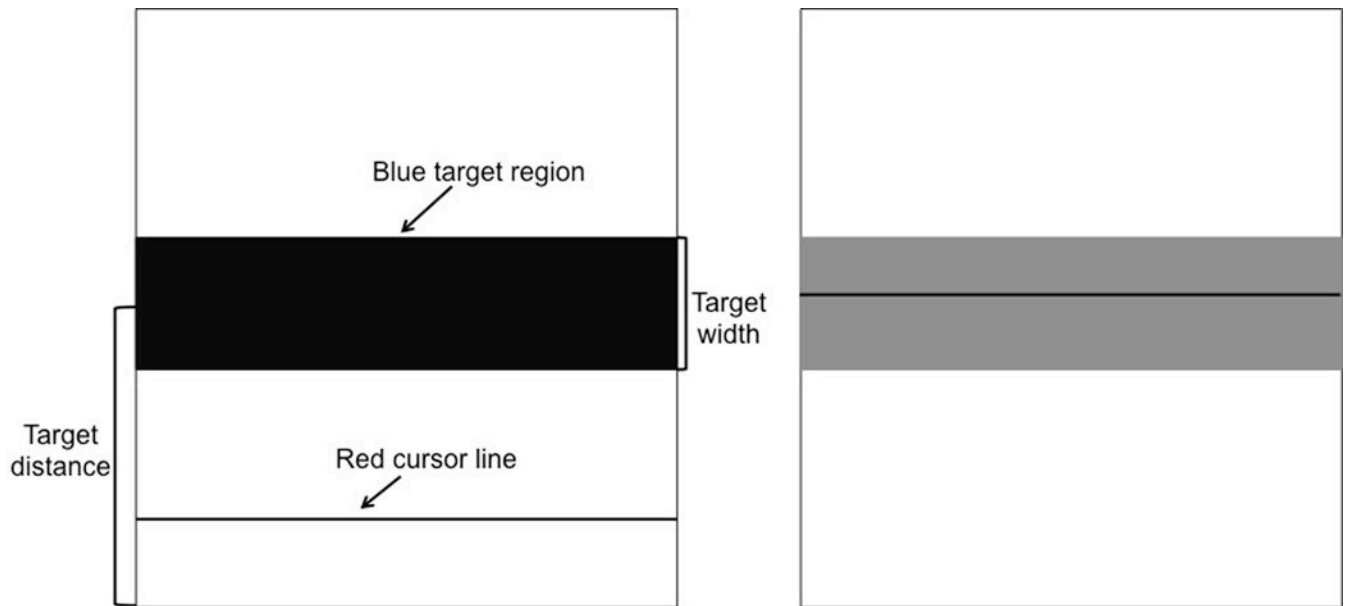 Blue target region
Target
width
Target
distance
Red cursor line